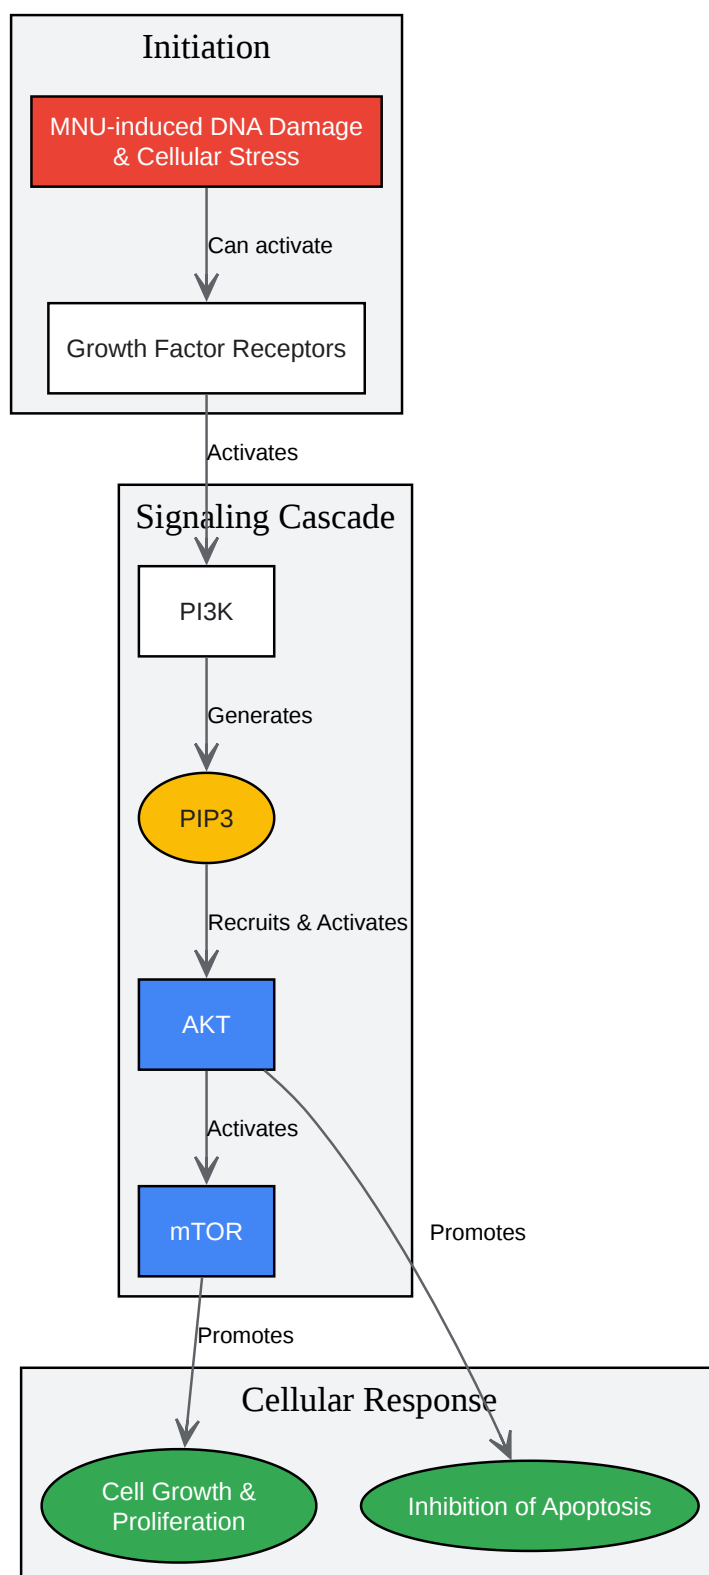 Initiation
MNU-induced DNA Damage
& Cellular Stress
Can activate
Growth Factor Receptors
Activates
Signaling Cascade
PI3K
Generates
PIP3
Recruits & Activates
AKT
Activates
mTOR
Promotes
Promotes
Cellular Response
Cell Growth &
Proliferation
Inhibition of Apoptosis